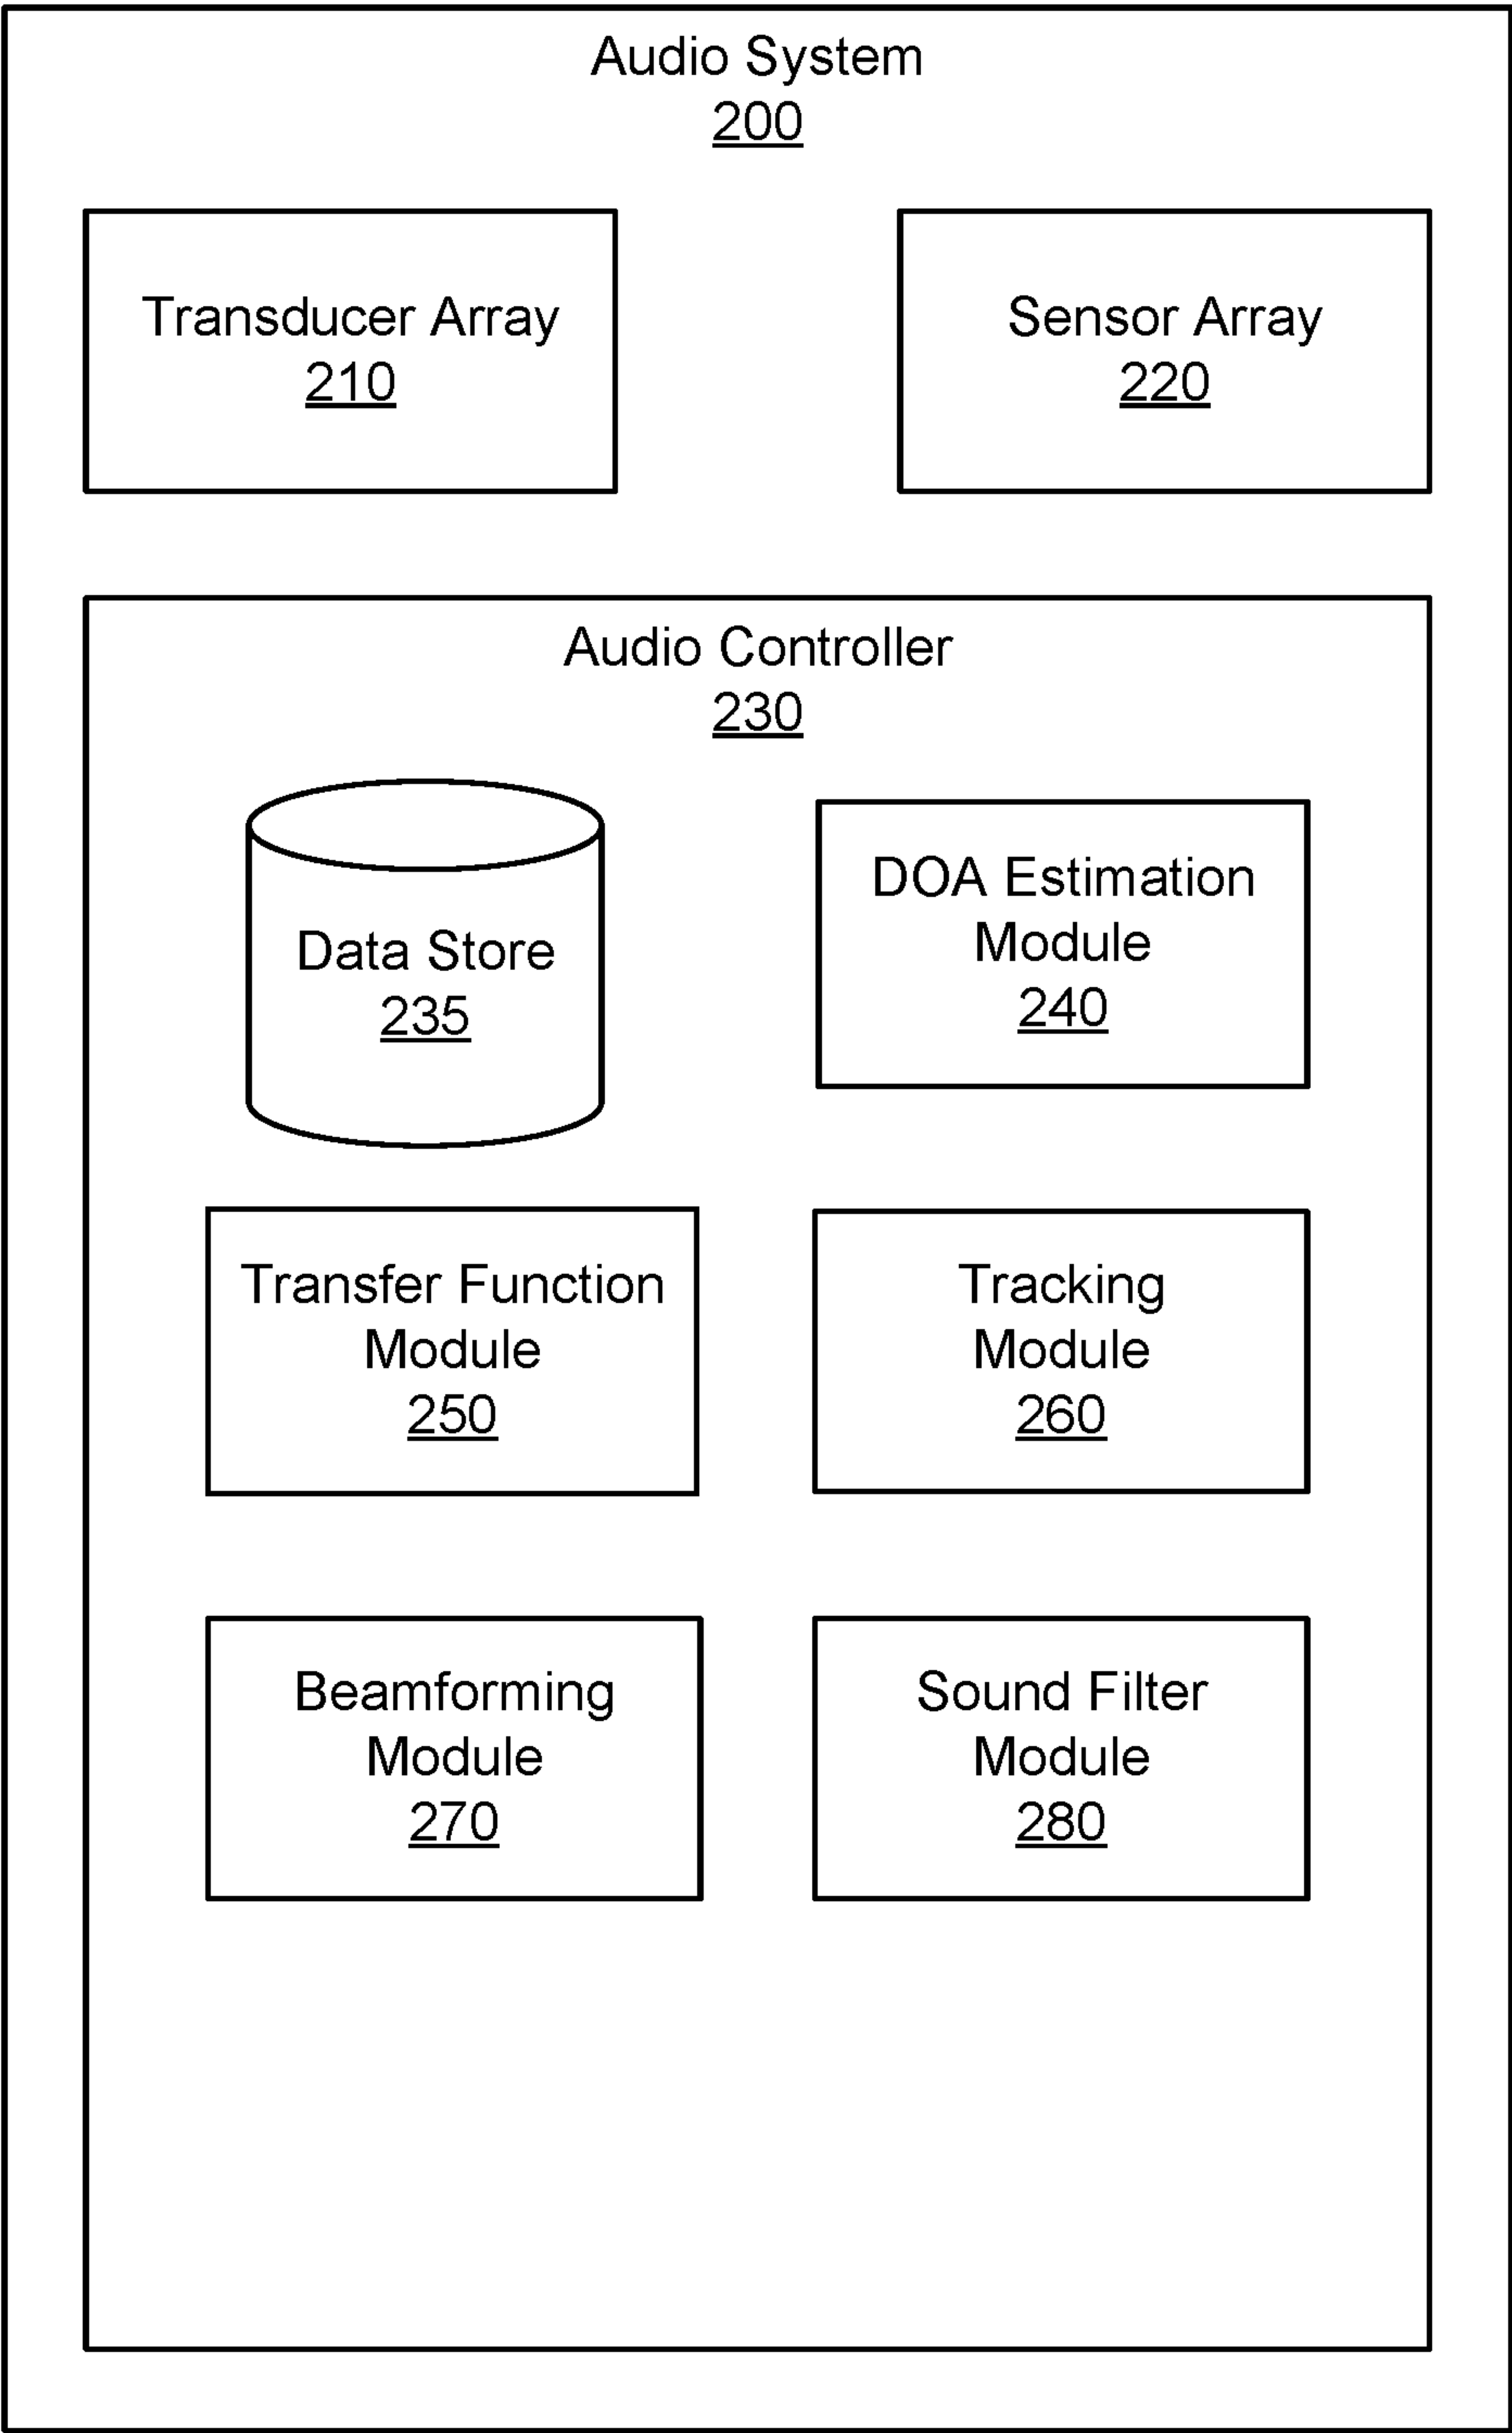 Audio System
200
Transducer Array
210
Sensor Array
220
Audio Controller
230
Data Store
235
DOA Estimation
Module
240
Transfer Function
Module
250
Tracking
Module
260
Beamforming
Module
270
Sound Filter
Module
280